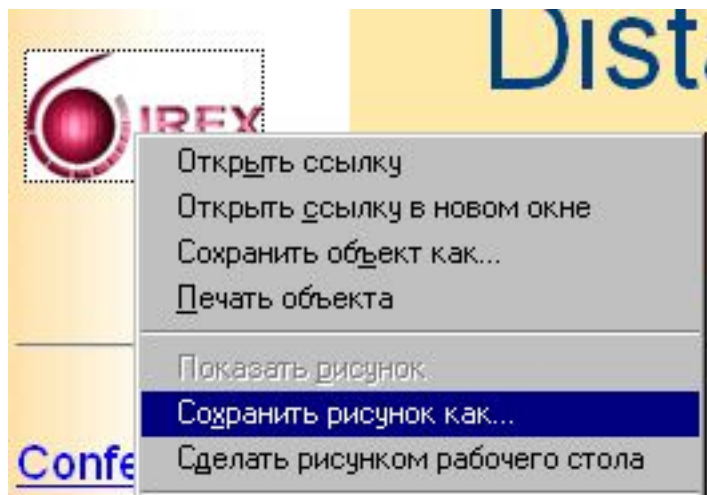 Dist
IREX
Открыть ссылку
Открыть ссылку в новом окне
Сохранить объект как...
Печать объекта
Показать рисунок
Сохранить рисунок как...
Сделать рисунком рабочего стола
Confe